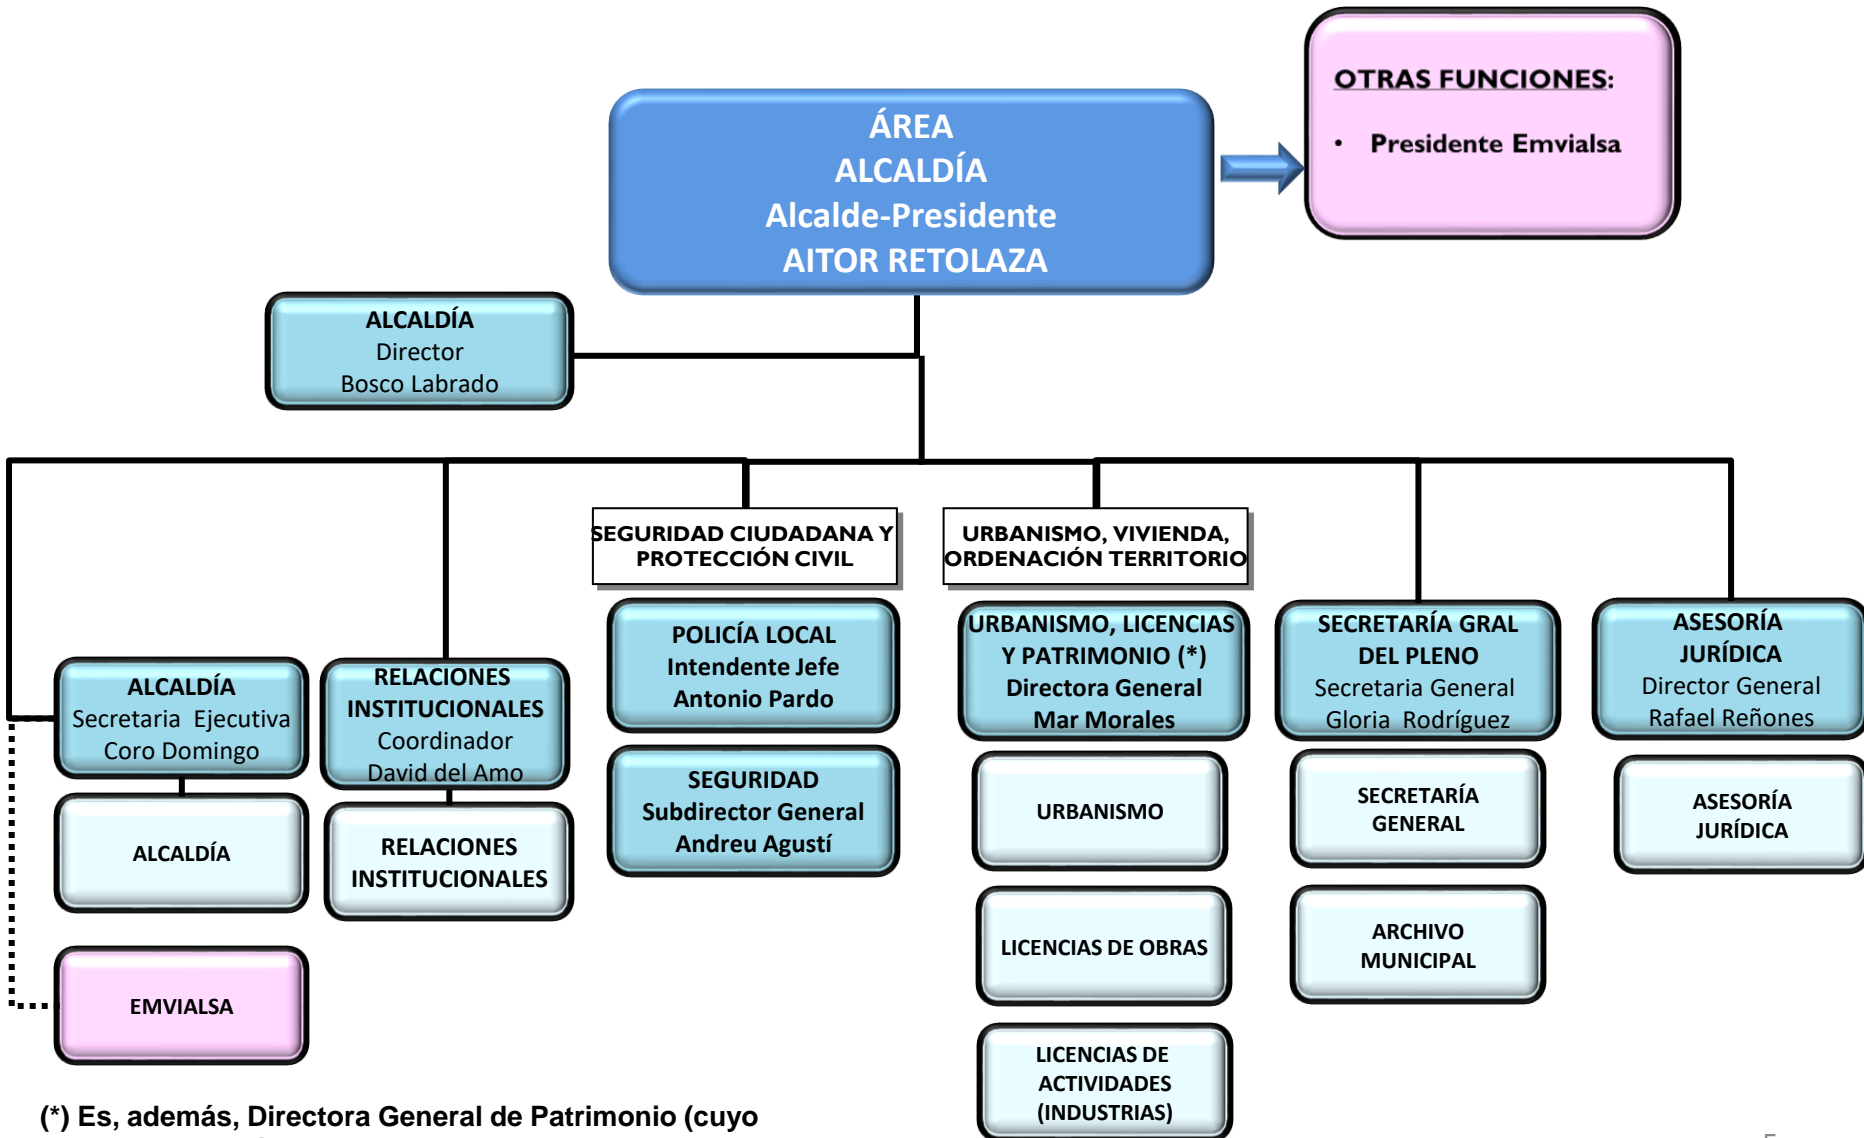 OTRAS FUNCIONES:
• Presidente Emvialsa
ÁREA
ALCALDÍA
Alcalde-Presidente
AITOR RETOLAZA
ALCALDÍA
Director
Bosco Labrado
SEGURIDAD CIUDADANA Y
PROTECCIÓN CIVIL
URBANISMO, VIVIENDA,
ORDENACIÓN TERRITORIO
ALCALDÍA
Secretaria Ejecutiva
Coro Domingo
RELACIONES
INSTITUCIONALES
Coordinador
David del Amo
POLICÍA LOCAL
Intendente Jefe
Antonio Pardo
URBANISMO, LICENCIAS
Y PATRIMONIO (*)
Directora General
Mar Morales
SECRETARÍA GRAL
DEL PLENO
Secretaria General
Gloria Rodríguez
ASESORÍA
JURÍDICA
Director General
Rafael Reñones
ALCALDÍA
RELACIONES
INSTITUCIONALES
SEGURIDAD
Subdirector General
Andreu Agustí
URBANISMO
SECRETARÍA
GENERAL
ASESORÍA
JURÍDICA
EMVIALSA
LICENCIAS DE OBRAS
ARCHIVO
MUNICIPAL
LICENCIAS DE
ACTIVIDADES
(INDUSTRIAS)
(*) Es, además, Directora General de Patrimonio (cuyo